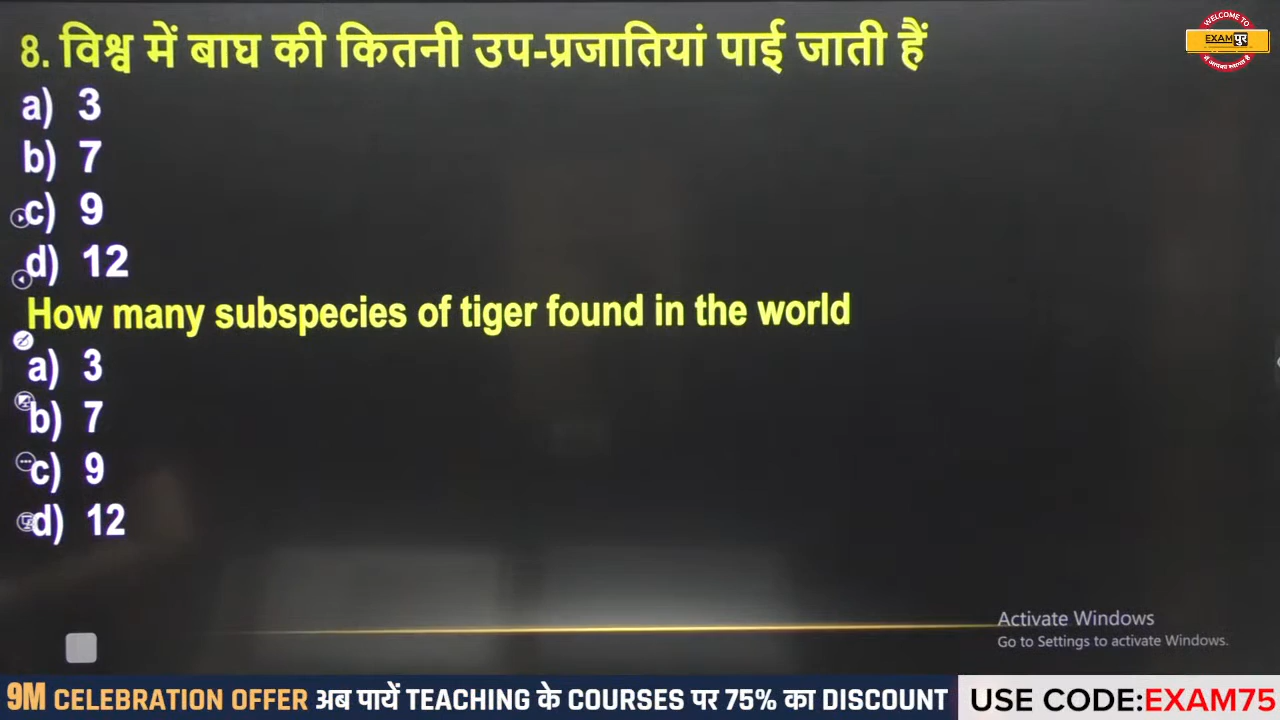 WELCOME TO
EXAMपुर
8. विश्व में बाघ की कितनी उप-प्रजातियां पाई जाती हैं
a) 3
b) 7
c) 9
d) 12
How many subspecies of tiger found in the world
a) 3
b) 7
c) 9
d) 12
Activate Windows
Go to Settings to activate Windows.
9M CELEBRATION OFFER अब पायें TEACHING के COURSES पर 75% का DISCOUNT
USE CODE:EXAM75